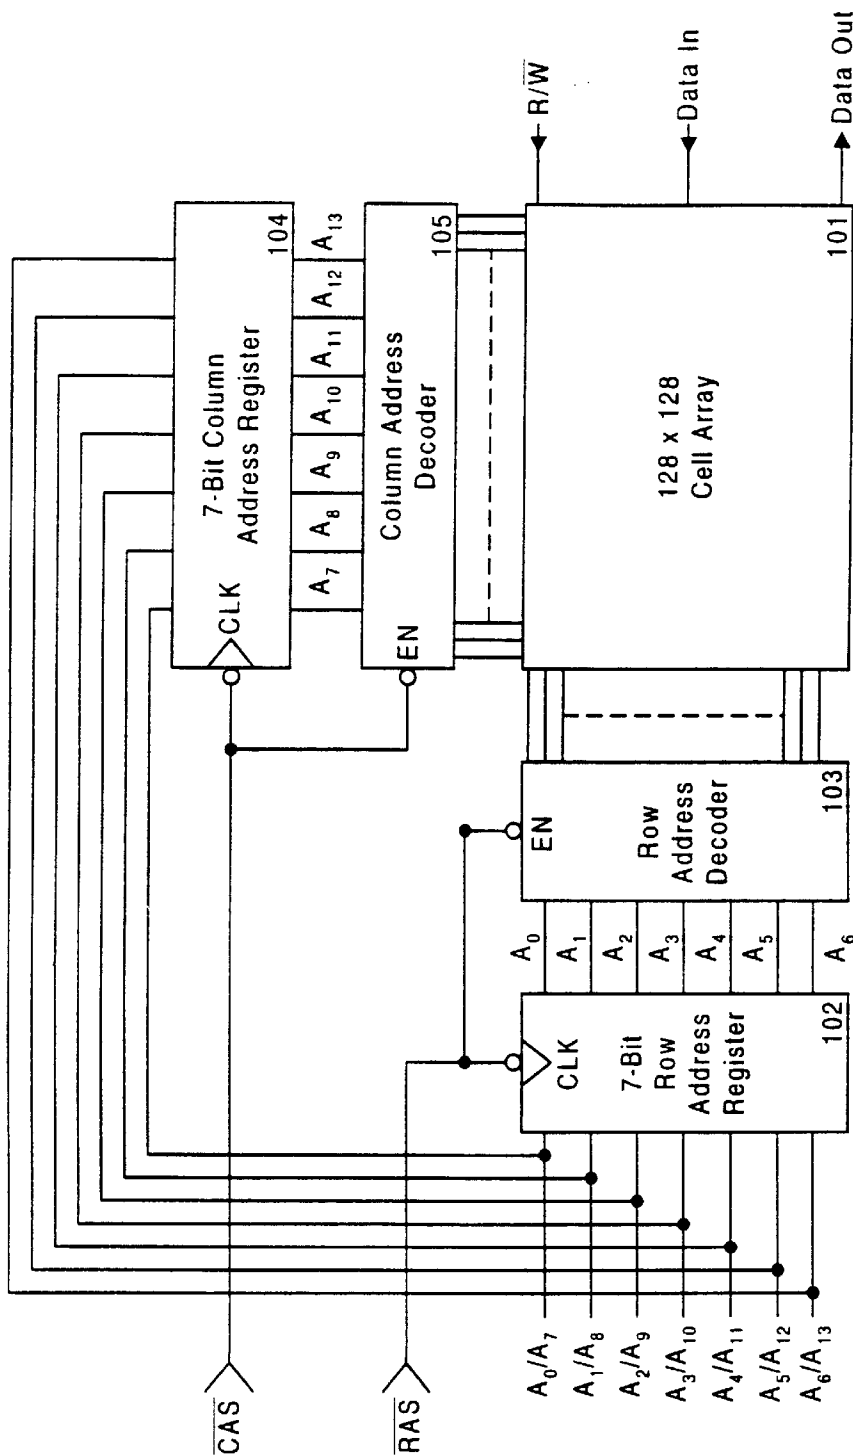 CAS
RAS
A0/A7
A1/A8
A2/A9
A3/A10
A4/A11
A5/A12
A6/A13
CLK
7-Bit Column
Address Register
104
A7
A8
A9
A10
A11
A12
A13
EN
Column Address
Decoder
105
CLK
7-Bit
Row
Address
Register
102
A0
A1
A2
A3
A4
A5
A6
EN
Row
Address
Decoder
103
128 x 128
Cell Array
101
R/W
Data In
Data Out